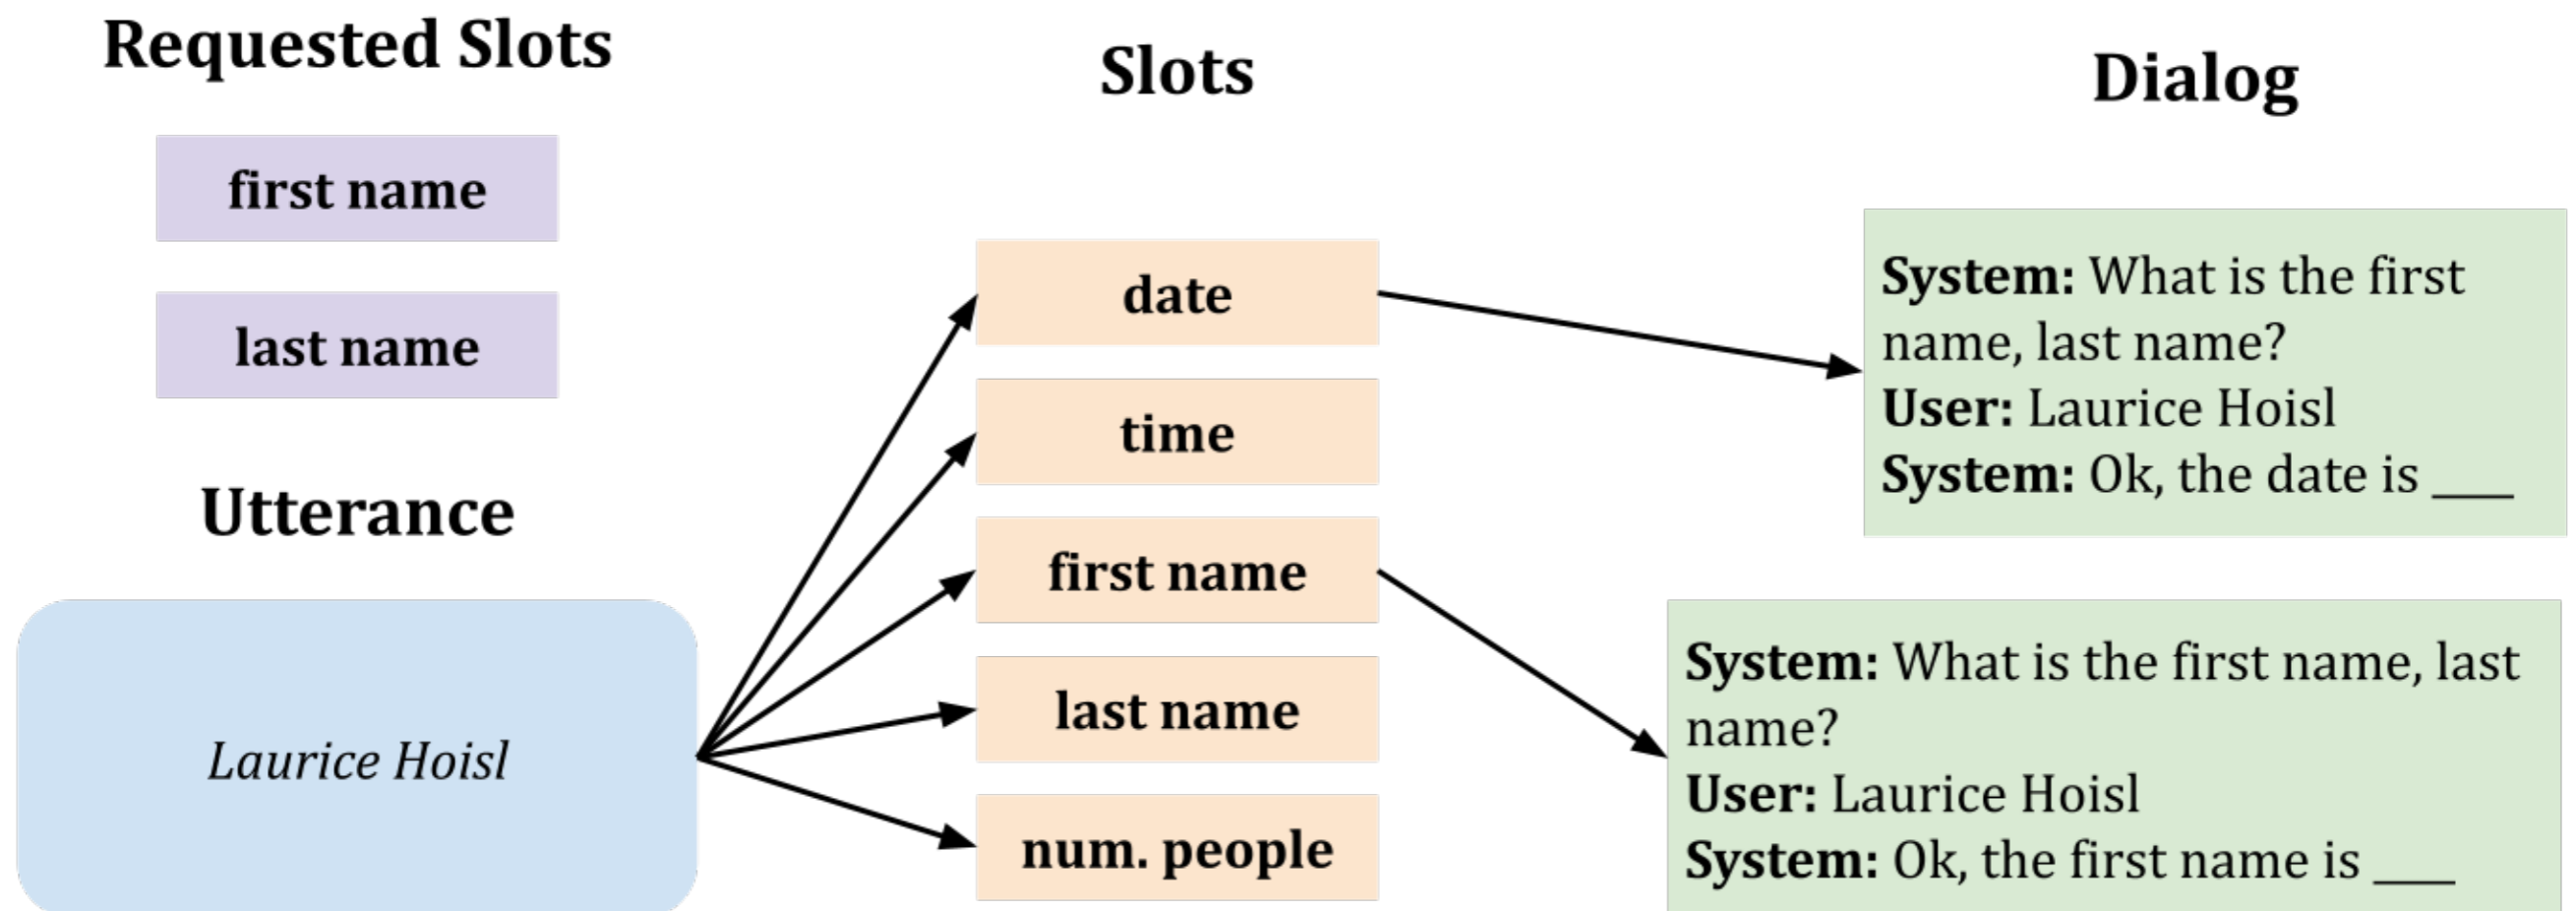 Requested Slots
first name
last name
Utterance
Laurice Hoisl
Slots
date
time
first name
last name
num. people
Dialog
System: What is the first
name, last name?
User: Laurice Hoisl
System: Ok, the date is ___
System: What is the first name, last
name?
User: Laurice Hoisl
System: Ok, the first name is ___